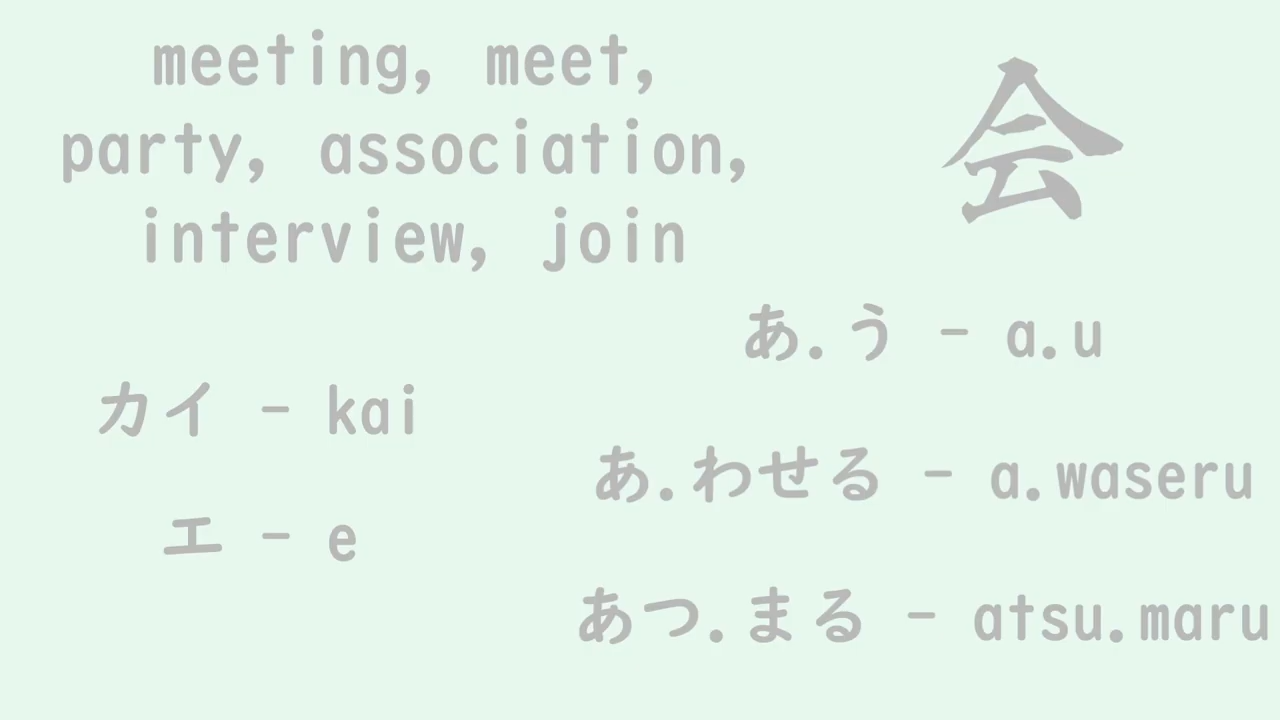 meeting, meet,
party, association,
interview, join
会
あ.う - a.u
カイ - kai
あ.わせる - a.waseru
エ - e
あつ.まる - atsu.maru